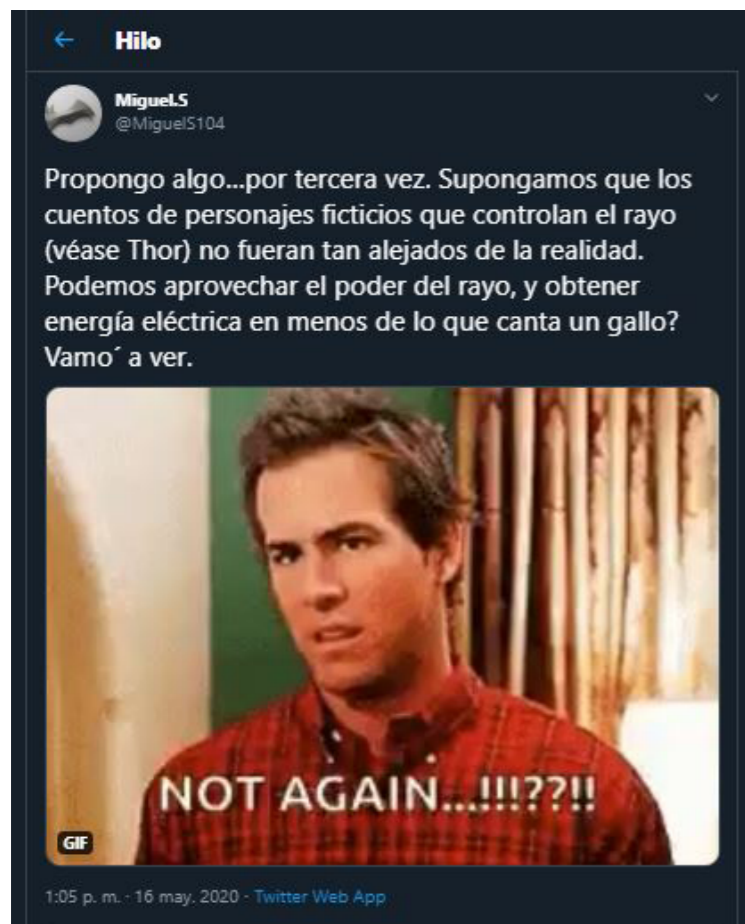 Hilo
Miguel.S
@MiguelS104
Propongo algo...por tercera vez. Supongamos que los
cuentos de personajes ficticios que controlan el rayo
(véase Thor) no fueran tan alejados de la realidad.
Podemos aprovechar el poder del rayo, y obtener
energía eléctrica en menos de lo que canta un gallo?
Vamo´ a ver.
NOT AGAIN...!!!??!!
GIF
1:05 p. m. · 16 may. 2020 · Twitter Web App